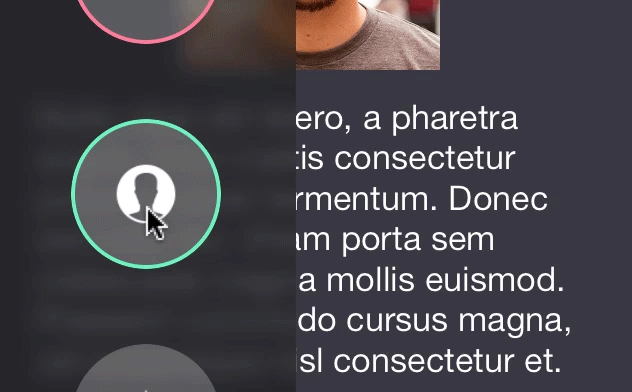 ero, a pharetra
tis consectetur
rmentum. Donec
am porta sem
a mollis euismod.
do cursus magna,
isl consectetur et.